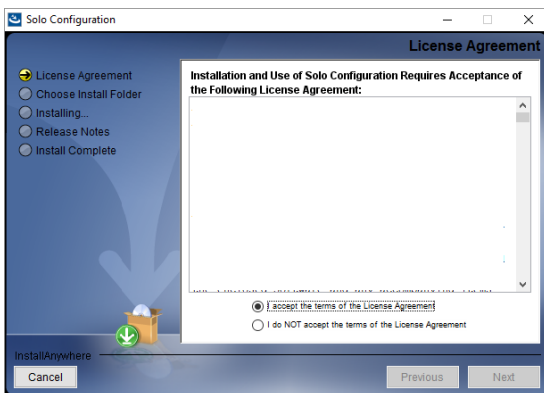 Solo Configuration
License Agreement
License Agreement
Choose Install Folder
Installing...
Release Notes
Install Complete
Installation and Use of Solo Configuration Requires Acceptance of
the Following License Agreement:
I accept the terms of the License Agreement
I do NOT accept the terms of the License Agreement
InstallAnywhere
Cancel
Previous
Next